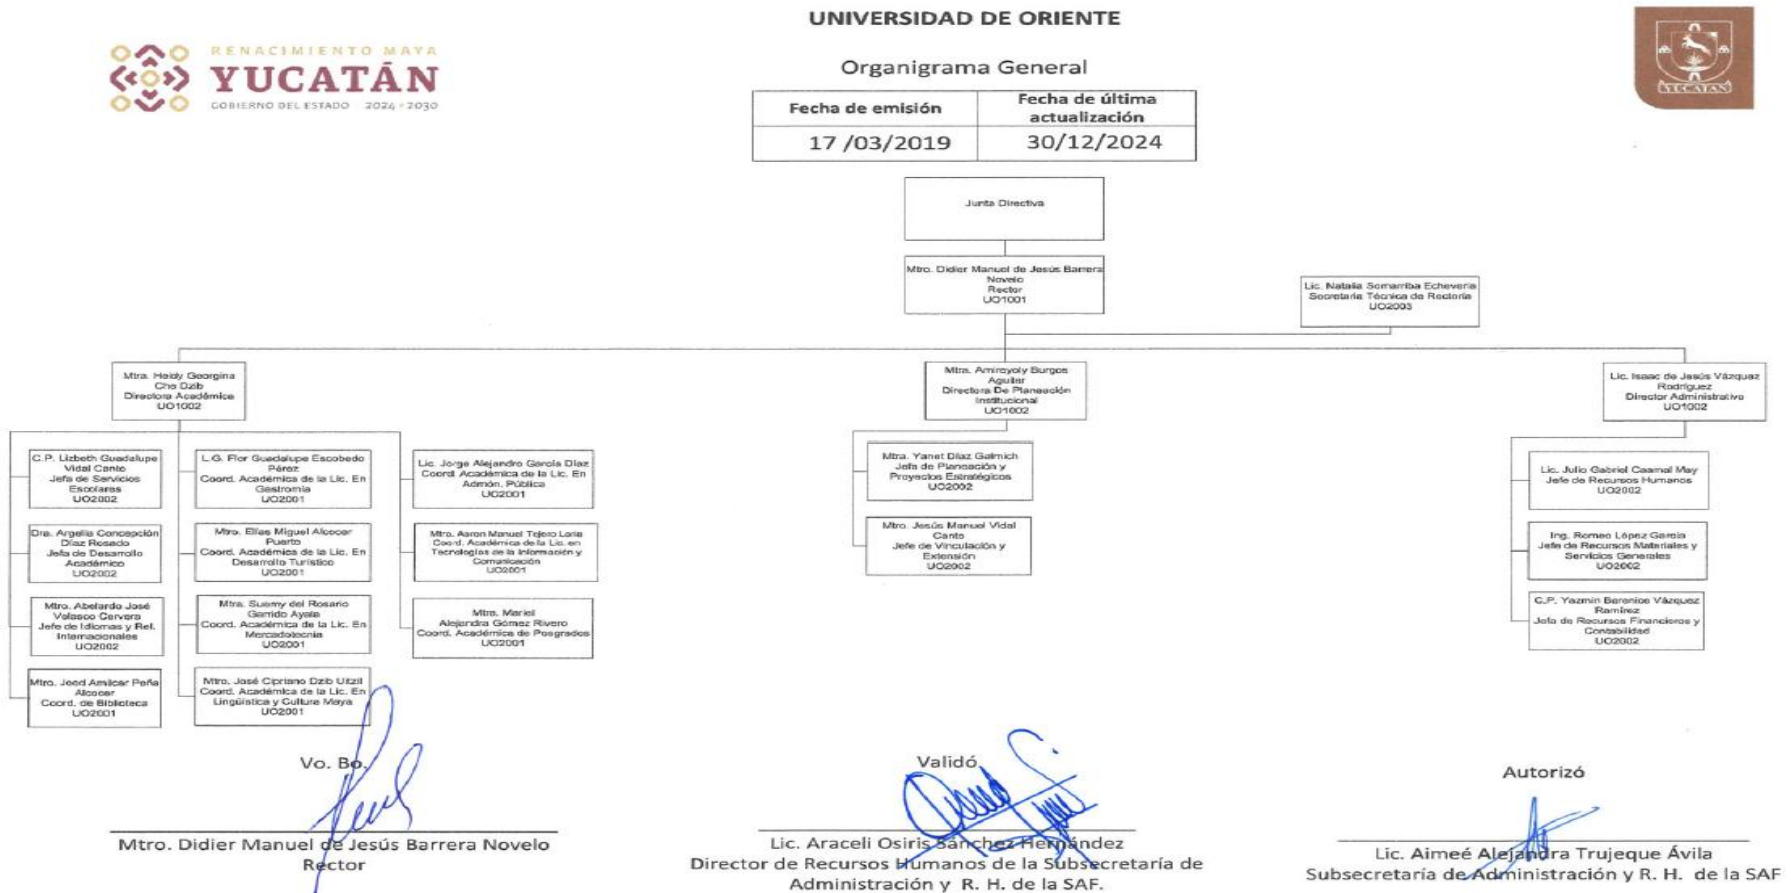 UNIVERSIDAD DE ORIENTE
RENACIMIENTO MAYA
YUCATÁN
GOBIERNO DEL ESTADO 2024 - 2030
YUCATÁN
Organigrama General
Fecha de emisión
Fecha de última
actualización
17 /03/2019
30/12/2024
Junta Directiva
Mtro. Didier Manuel de Jesús Barrera
Novelo
Rector
UO1001
Lic. Natalia Somarriba Echeverria
Secretaria Técnica de Rectoría
UO2003
Mtra. Heidy Georgina
Che Dzib
Directora Académica
UO1002
Mtra. Amireyoly Burgos
Aguilar
Directora De Planeación
Institucional
UO1002
Lic. Isaac de Jesús Vázquez
Rodríguez
Director Administrativo
UO1002
C.P. Lizbeth Guadalupe
Vidal Canto
Jefa de Servicios
Escolares
UO2002
L.G. Flor Guadalupe Escobedo
Pérez
Coord. Académica de la Lic. En
Gastromía
UO2001
Lic. Jorge Alejandro García Díaz
Coord. Académica de la Lic. En
Admón. Pública
UO2001
Mtra. Yanet Díaz Galmich
Jefa de Planeación y
Proyectos Estratégicos
UO2002
Lic. Julio Gabriel Caamal May
Jefe de Recursos Humanos
UO2002
Dra. Argelia Concepción
Díaz Rosado
Jefa de Desarrollo
Académico
UO2002
Mtro. Elías Miguel Alcocer
Puerto
Coord. Académica de la Lic. En
Desarrollo Turístico
UO2001
Mtro. Aaron Manuel Tejero Loria
Coord. Académica de la Lic. en
Tecnologías de la Información y
Comunicación
UO2001
Mtro. Jesús Manuel Vidal
Canto
Jefe de Vinculación y
Extensión
UO2002
Ing. Romeo López García
Jefe de Recursos Materiales y
Servicios Generales
UO2002
Mtro. Abelardo José
Velasco Cervera
Jefe de Idiomas y Rel.
Internacionales
UO2002
Mtra. Suemy del Rosario
Garrido Ayala
Coord. Académica de la Lic. En
Mercadotecnia
UO2001
Mtra. Mariel
Alejandra Gómez Rivero
Coord. Académica de Posgrados
UO2001
C.P. Yazmin Berenice Vázquez
Ramírez
Jefa de Recursos Financieros y
Contabilidad
UO2002
Mtro. Joed Amilcar Peña
Alcocer
Coord. de Biblioteca
UO2001
Mtro. José Cipriano Dzib Uitzil
Coord. Académica de la Lic. En
Lingüística y Cultura Maya
UO2001
Vo. Bo.
Mtro. Didier Manuel de Jesús Barrera Novelo
Rector
Validó
Lic. Araceli Osiris Sánchez Hernández
Director de Recursos Humanos de la Subsecretaría de
Administración y R. H. de la SAF.
Autorizó
Lic. Aimeé Alejandra Trujeque Ávila
Subsecretaría de Administración y R. H. de la SAF